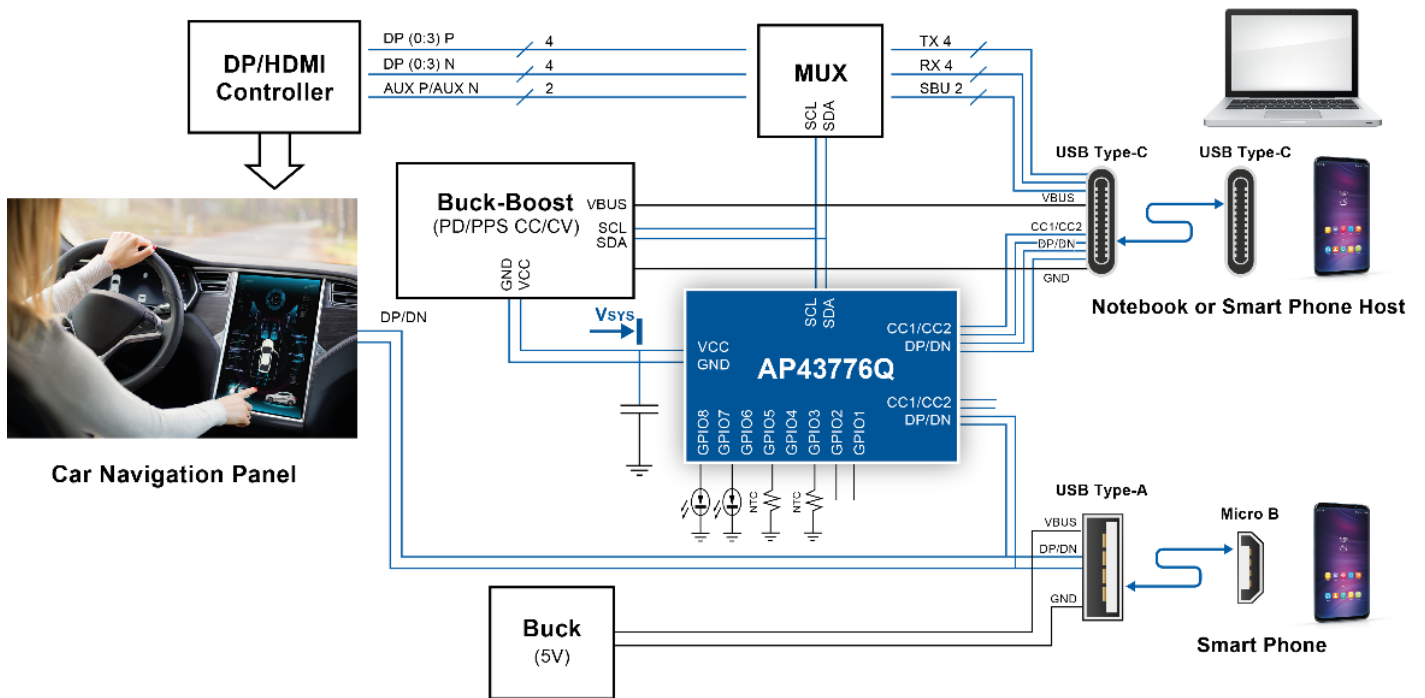 DP/HDMI
Controller
DP (0:3) P
4
DP (0:3) N
4
AUX P/AUX N
2
MUX
SCL
SDA
TX 4
RX 4
SBU 2
USB Type-C
USB Type-C
Buck-Boost
(PD/PPS CC/CV)
VBUS
SCL
SDA
GND
VCC
VBUS
CC1/CC2
DP/DN
GND
Notebook or Smart Phone Host
DP/DN
VSYS
SCL
SDA
VCC
GND
CC1/CC2
DP/DN
AP43776Q
CC1/CC2
DP/DN
GPIO8
GPIO7
GPIO6
GPIO5
GPIO4
GPIO3
GPIO2
GPIO1
NTC
NTC
Car Navigation Panel
USB Type-A
VBUS
DP/DN
GND
Micro B
Smart Phone
Buck
(5V)